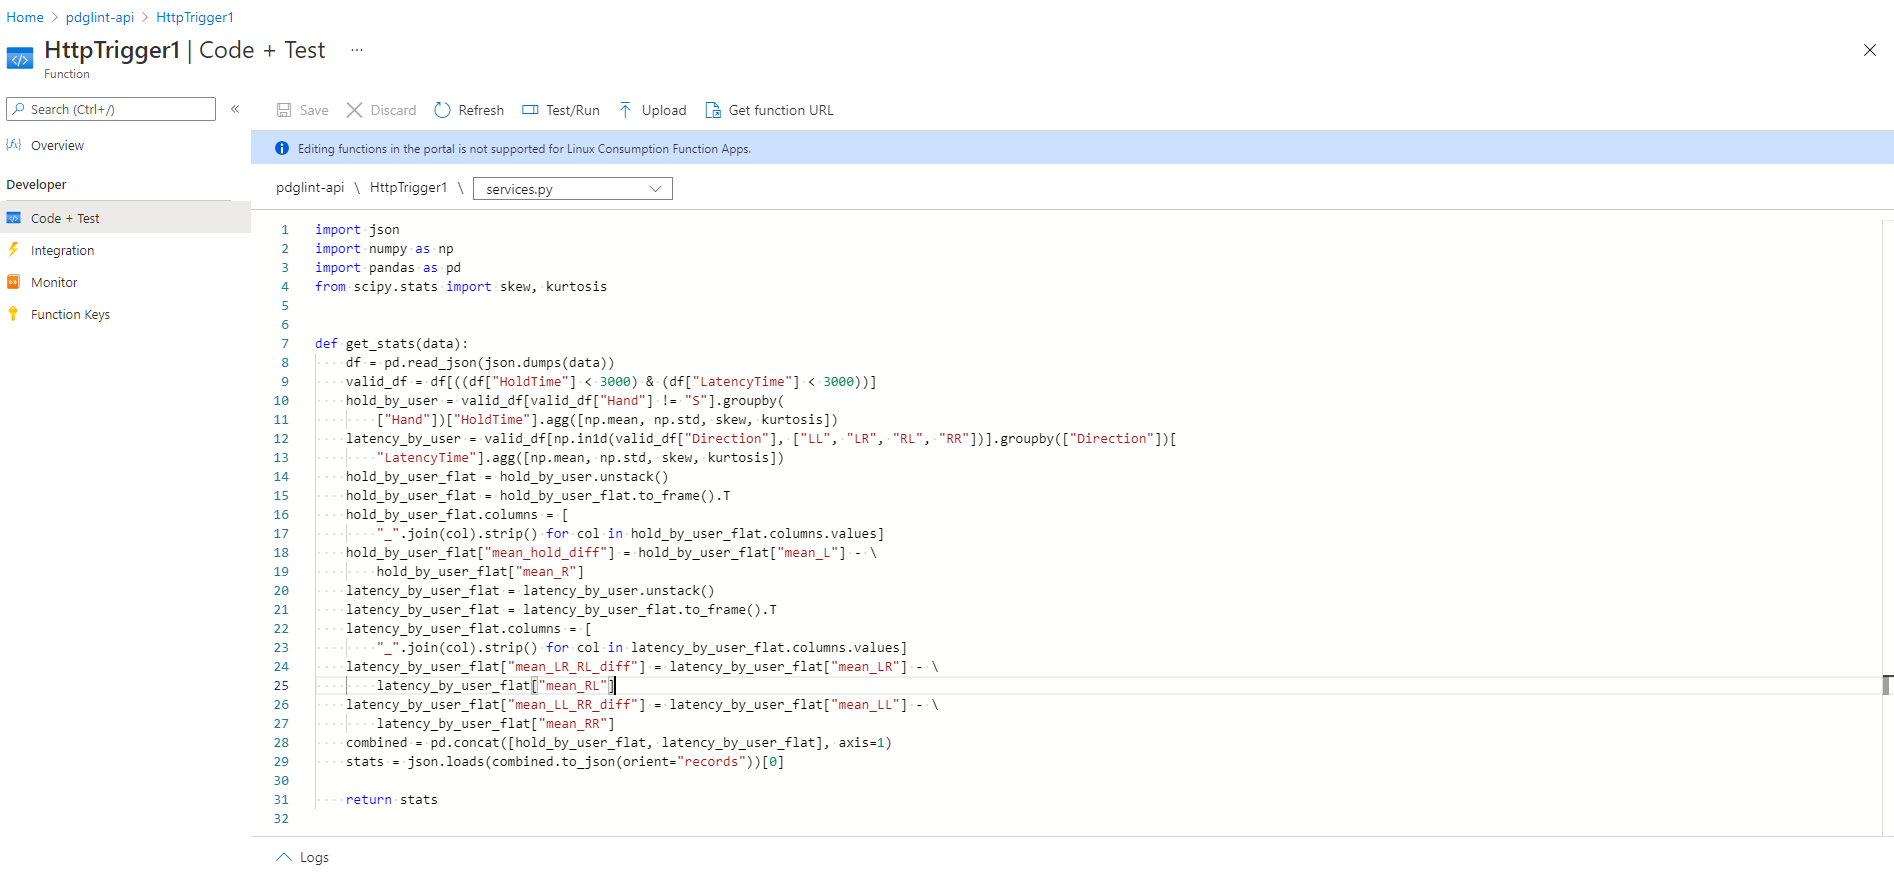 Home > pdglint-api > HttpTrigger1
HttpTrigger1 | Code + Test ...
Function
Search (Ctrl+/)
«
Overview
Developer
Code + Test
Integration
Monitor
Function Keys
Save Discard Refresh Test/Run Upload Get function URL
Editing functions in the portal is not supported for Linux Consumption Function Apps.
pdglint-api \ HttpTrigger1 \ services.py
1 import json
2 import numpy as np
3 import pandas as pd
4 from scipy.stats import skew, kurtosis
5
6
7 def get_stats(data):
8     df = pd.read_json(json.dumps(data))
9     valid_df = df[((df["HoldTime"] < 3000) & (df["LatencyTime"] < 3000))]
10     hold_by_user = valid_df[valid_df["Hand"] != "S"].groupby(
11         ["Hand"])["HoldTime"].agg([np.mean, np.std, skew, kurtosis])
12     latency_by_user = valid_df[np.in1d(valid_df["Direction"], ["LL", "LR", "RL", "RR"])].groupby(["Direction"])[
13         "LatencyTime"].agg([np.mean, np.std, skew, kurtosis])
14     hold_by_user_flat = hold_by_user.unstack()
15     hold_by_user_flat = hold_by_user_flat.to_frame().T
16     hold_by_user_flat.columns = [
17         "_".join(col).strip() for col in hold_by_user_flat.columns.values]
18     hold_by_user_flat["mean_hold_diff"] = hold_by_user_flat["mean_L"] - \
19         hold_by_user_flat["mean_R"]
20     latency_by_user_flat = latency_by_user.unstack()
21     latency_by_user_flat = latency_by_user_flat.to_frame().T
22     latency_by_user_flat.columns = [
23         "_".join(col).strip() for col in latency_by_user_flat.columns.values]
24     latency_by_user_flat["mean_LR_RL_diff"] = latency_by_user_flat["mean_LR"] - \
25         latency_by_user_flat["mean_RL"]
26     latency_by_user_flat["mean_LL_RR_diff"] = latency_by_user_flat["mean_LL"] - \
27         latency_by_user_flat["mean_RR"]
28     combined = pd.concat([hold_by_user_flat, latency_by_user_flat], axis=1)
29     stats = json.loads(combined.to_json(orient="records"))[0]
30
31     return stats
32
Logs